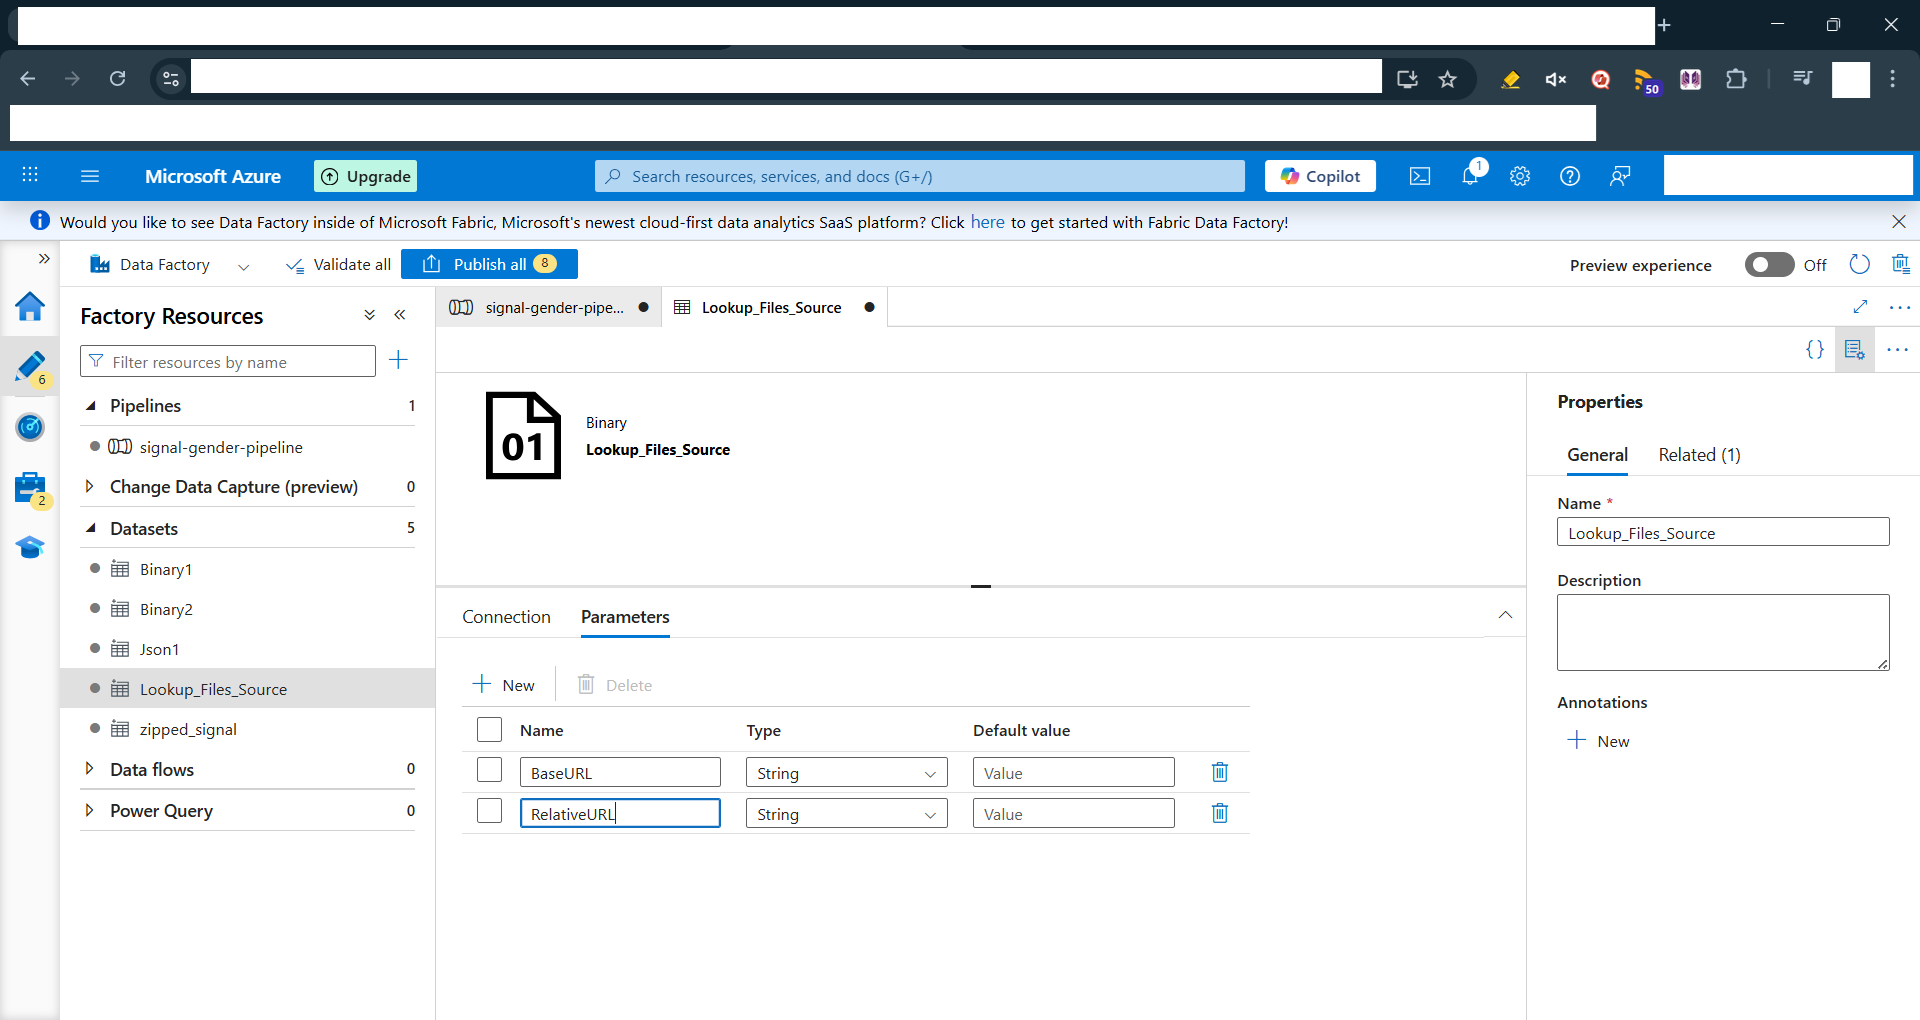 50
Microsoft Azure
Upgrade
Search resources, services, and docs (G+/)
Copilot
1
Would you like to see Data Factory inside of Microsoft Fabric, Microsoft's newest cloud-first data analytics SaaS platform? Click here to get started with Fabric Data Factory!
Data Factory
Validate all
Publish all 8
Preview experience
Off
Factory Resources
signal-gender-pipe...
Lookup_Files_Source
Filter resources by name
6
Pipelines 1
signal-gender-pipeline
Change Data Capture (preview) 0
2
Datasets 5
Binary1
Binary2
Json1
Lookup_Files_Source
zipped_signal
Data flows 0
Power Query 0
01
Binary
Lookup_Files_Source
Connection Parameters
New Delete
Name Type Default value
BaseURL String Value
RelativeURL String Value
Properties
General Related (1)
Name *
Lookup_Files_Source
Description
Annotations
New